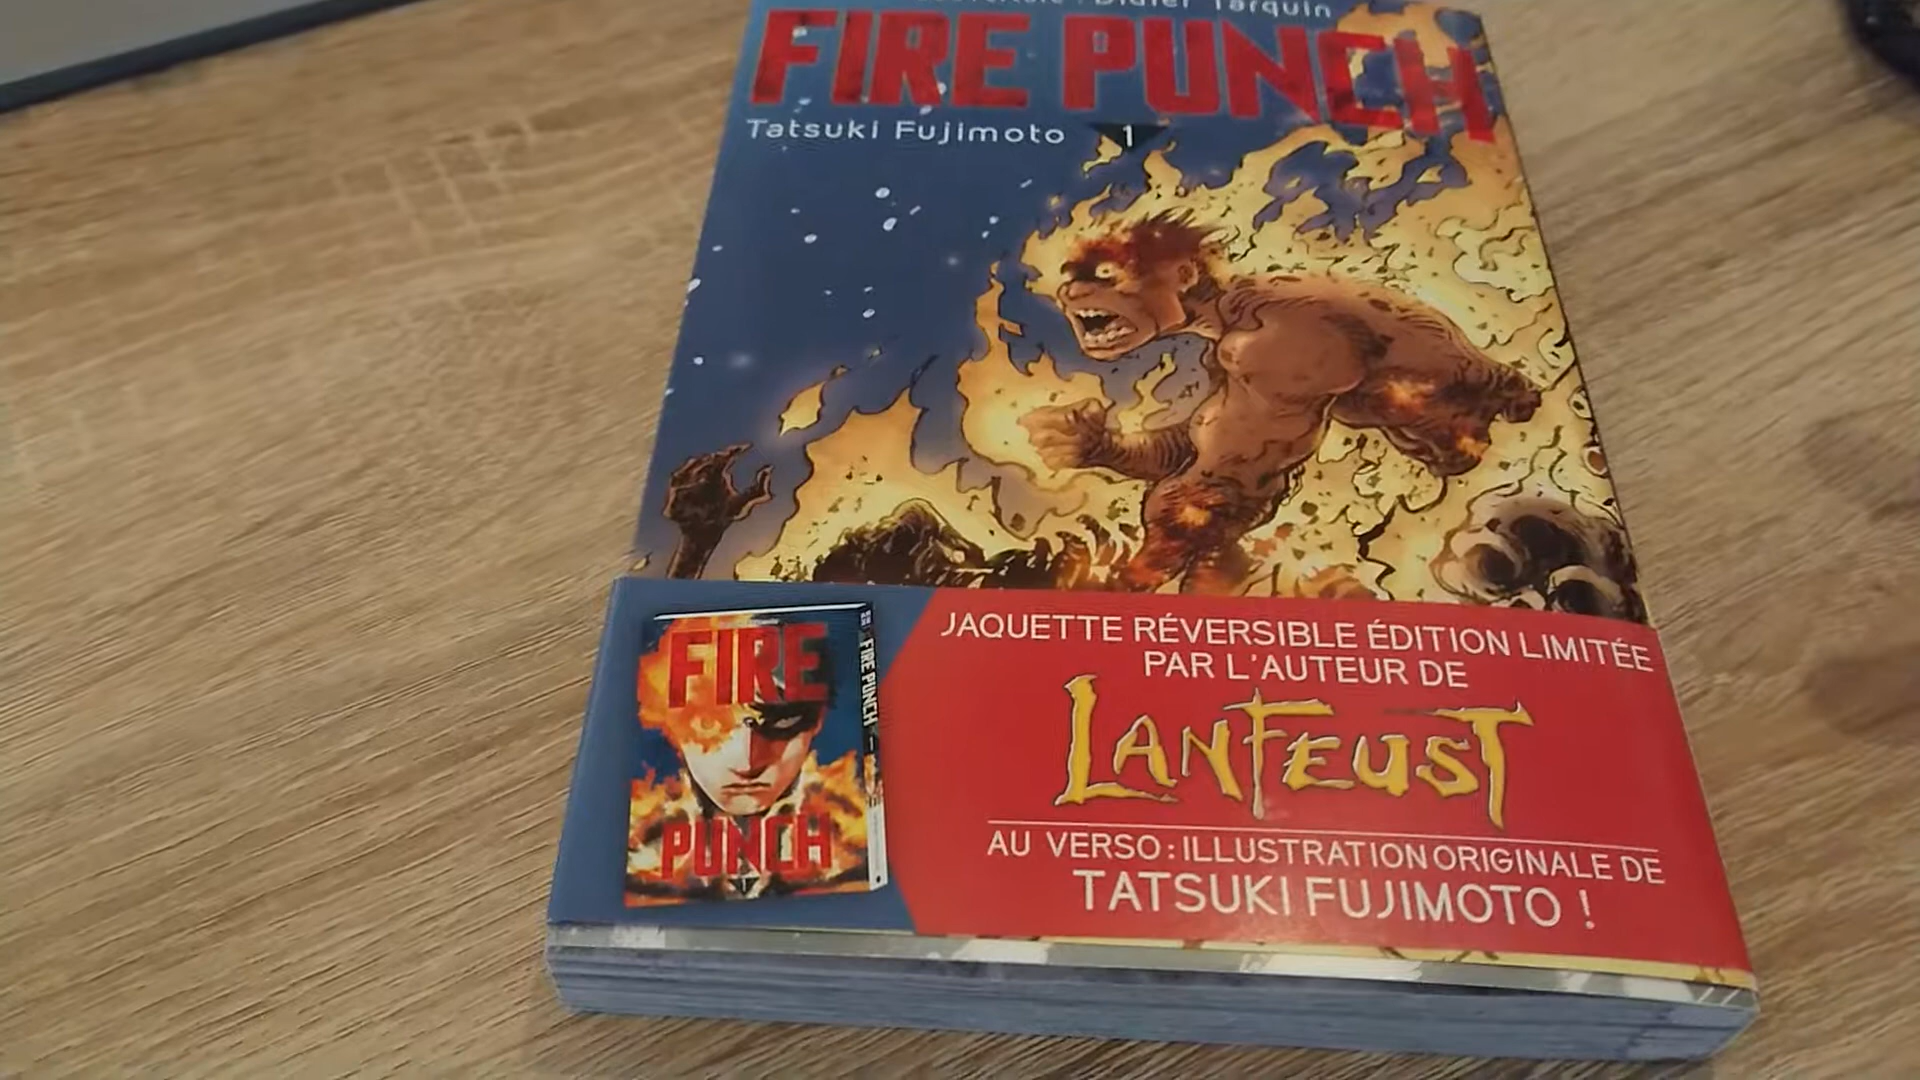 Didier Tarquin
FIRE PUNCH
Tatsuki Fujimoto 1
JAQUETTE RÉVERSIBLE ÉDITION LIMITÉE
PAR L'AUTEUR DE
LANFEUST
AU VERSO : ILLUSTRATION ORIGINALE DE
TATSUKI FUJIMOTO !
FIRE
PUNCH
1
FIRE PUNCH